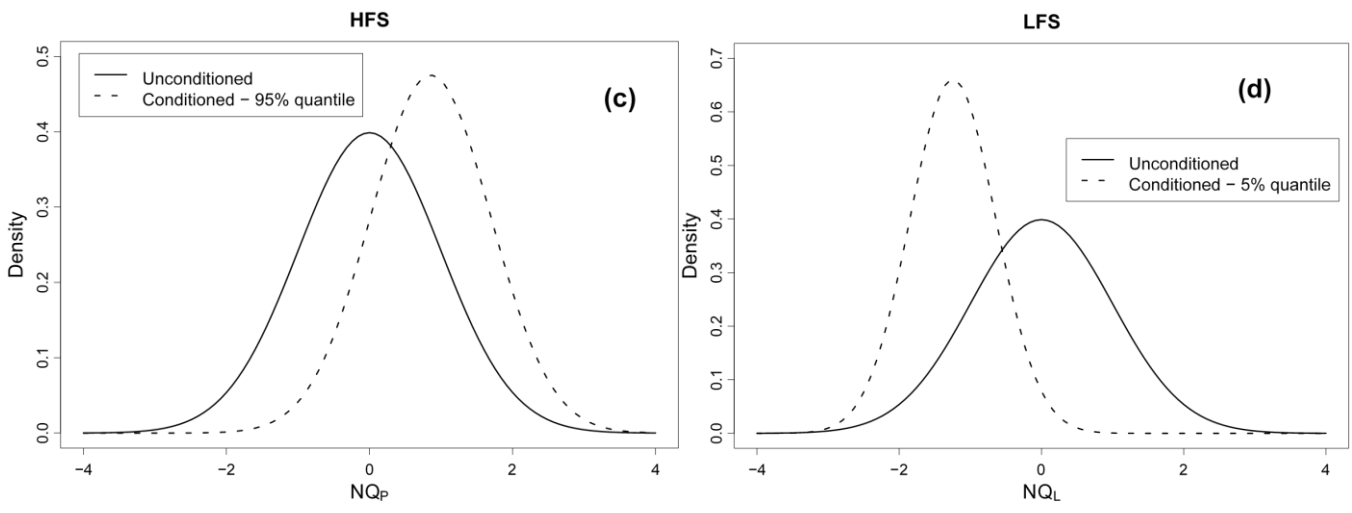 HFS
Unconditioned
Conditioned − 95% quantile
(c)
Density
0.0
0.1
0.2
0.3
0.4
0.5
−4
−2
0
2
4
NQP
LFS
(d)
Unconditioned
Conditioned − 5% quantile
Density
0.0
0.1
0.2
0.3
0.4
0.5
0.6
0.7
−4
−2
0
2
4
NQL